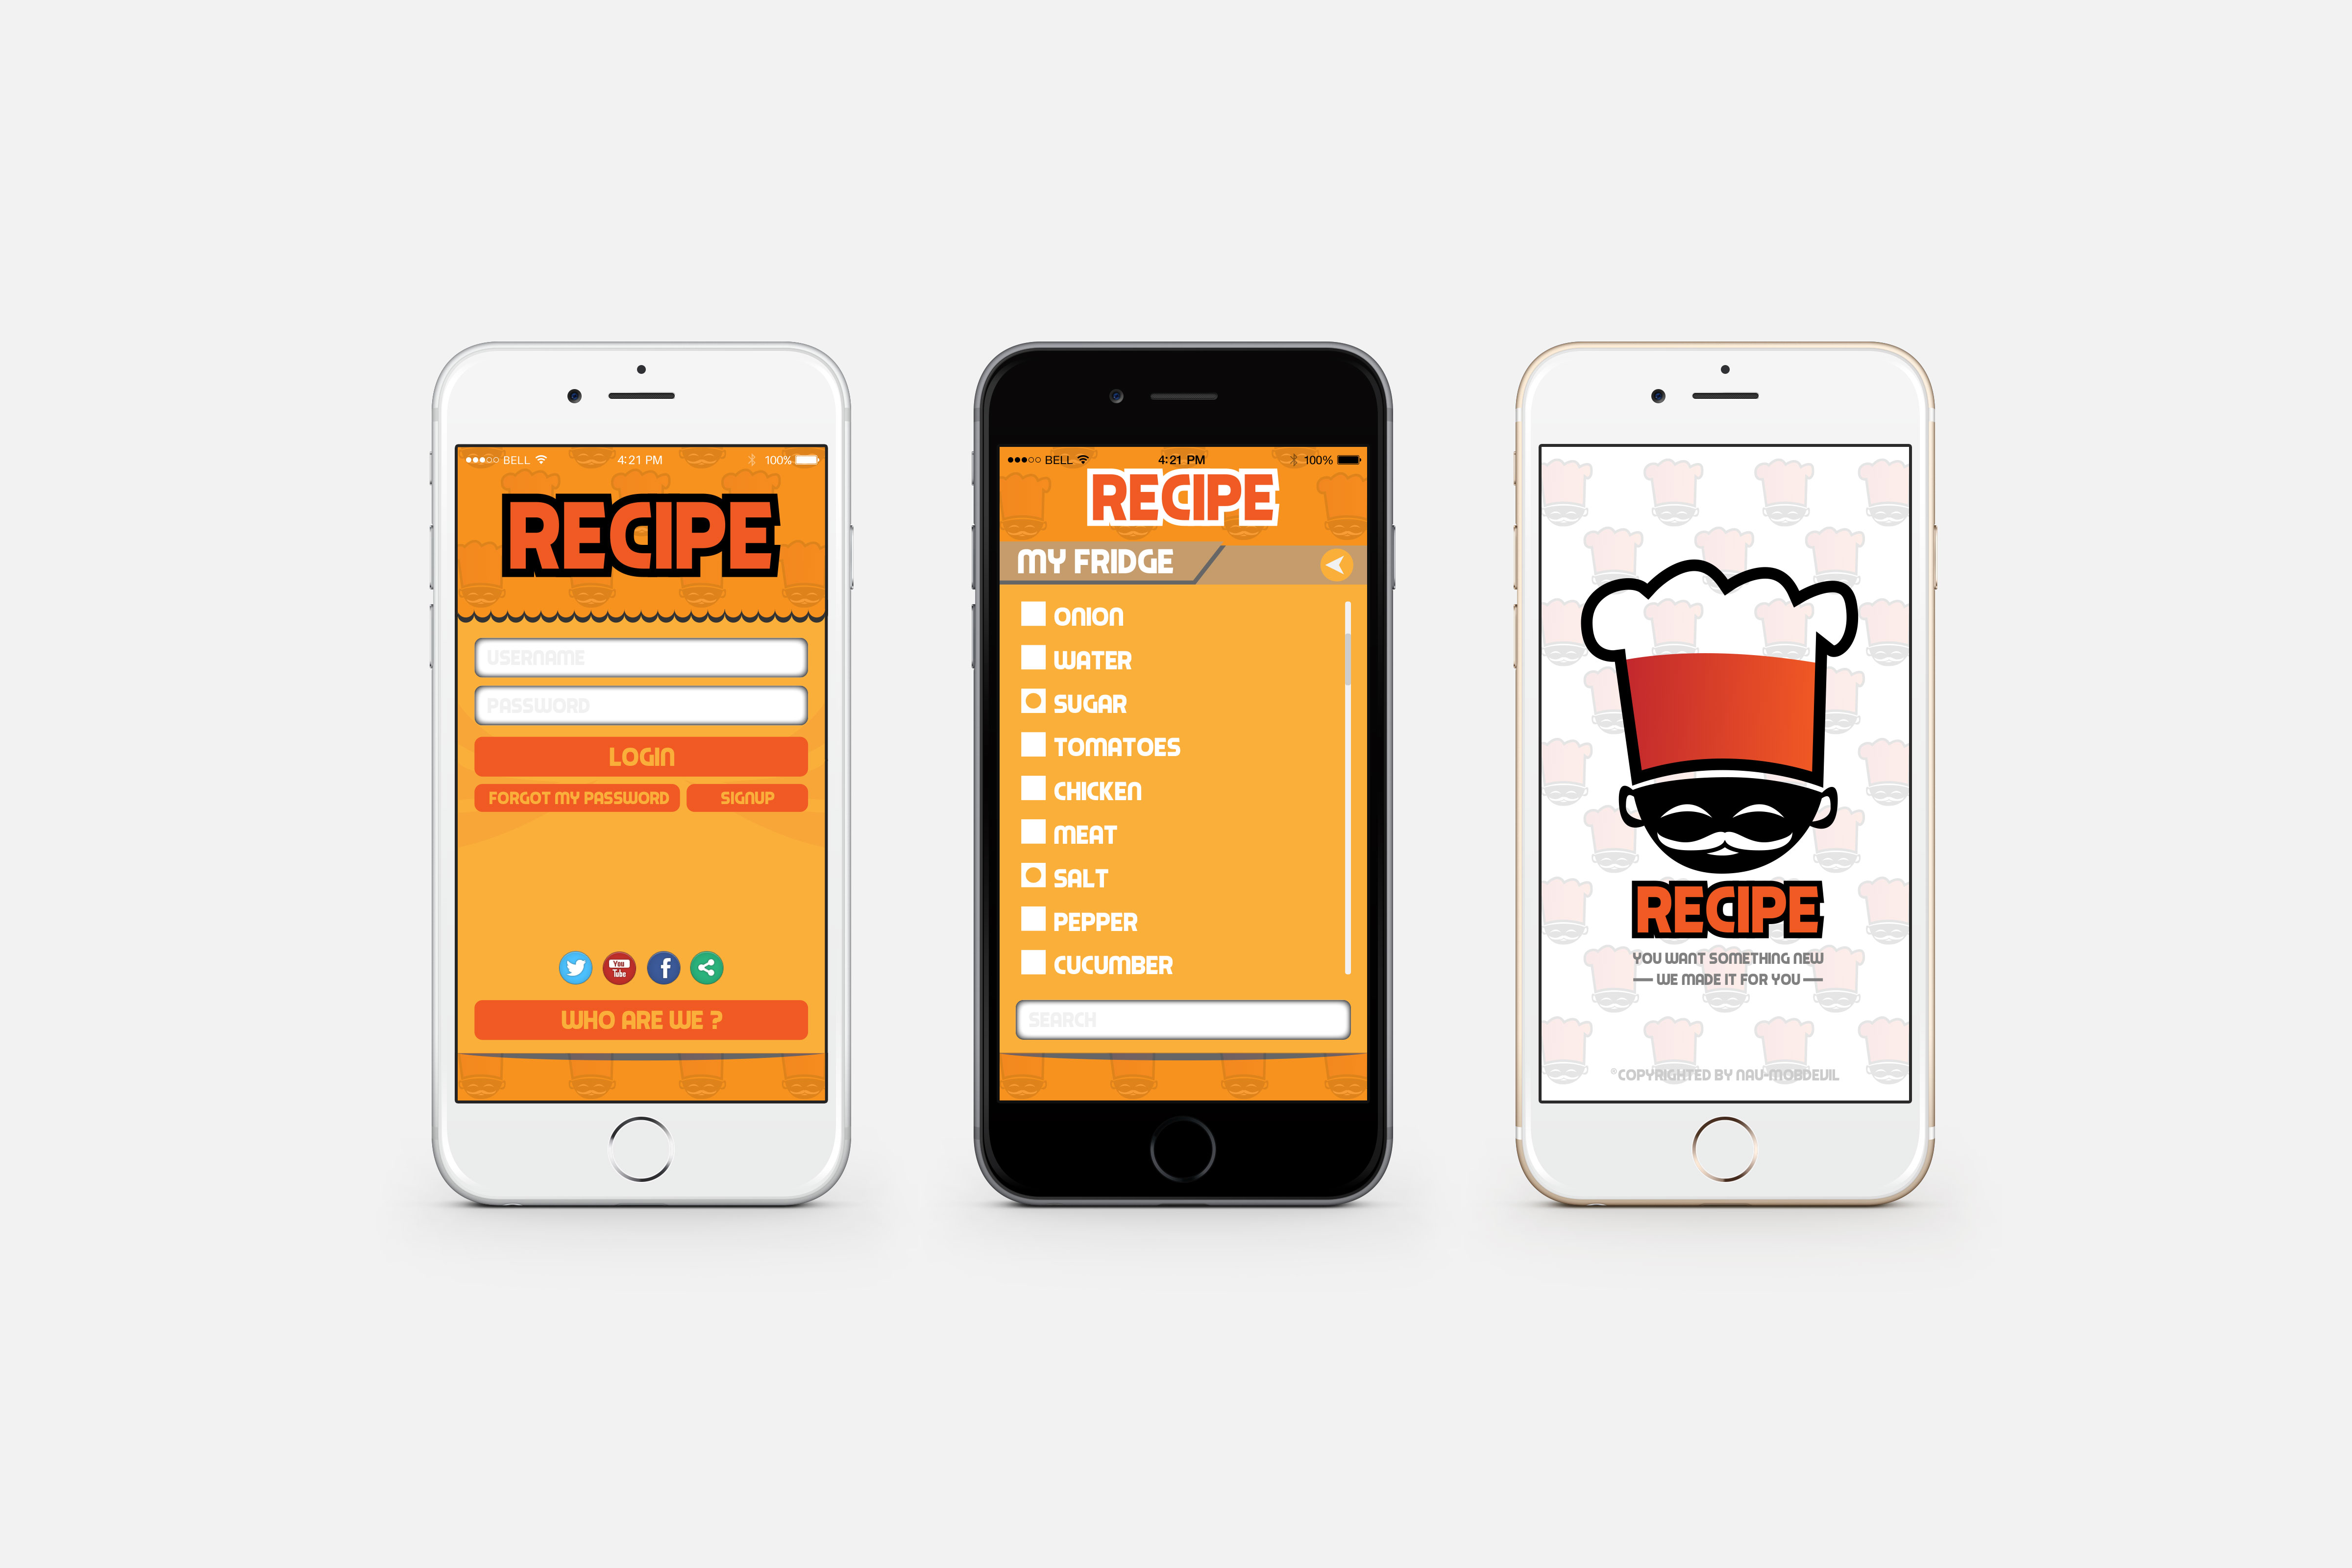 BELL 4:21 PM 100%
RECIPE
USERNAME
PASSWORD
LOGIN
FORGOT MY PASSWORD SIGNUP
You
Tube
f
WHO ARE WE ?
BELL 4:21 PM 100%
RECIPE
MY FRIDGE
ONION
WATER
SUGAR
TOMATOES
CHICKEN
MEAT
SALT
PEPPER
CUCUMBER
SEARCH
RECIPE
YOU WANT SOMETHING NEW
WE MADE IT FOR YOU
©COPYRIGHTED BY NAU-MOBDEVIL